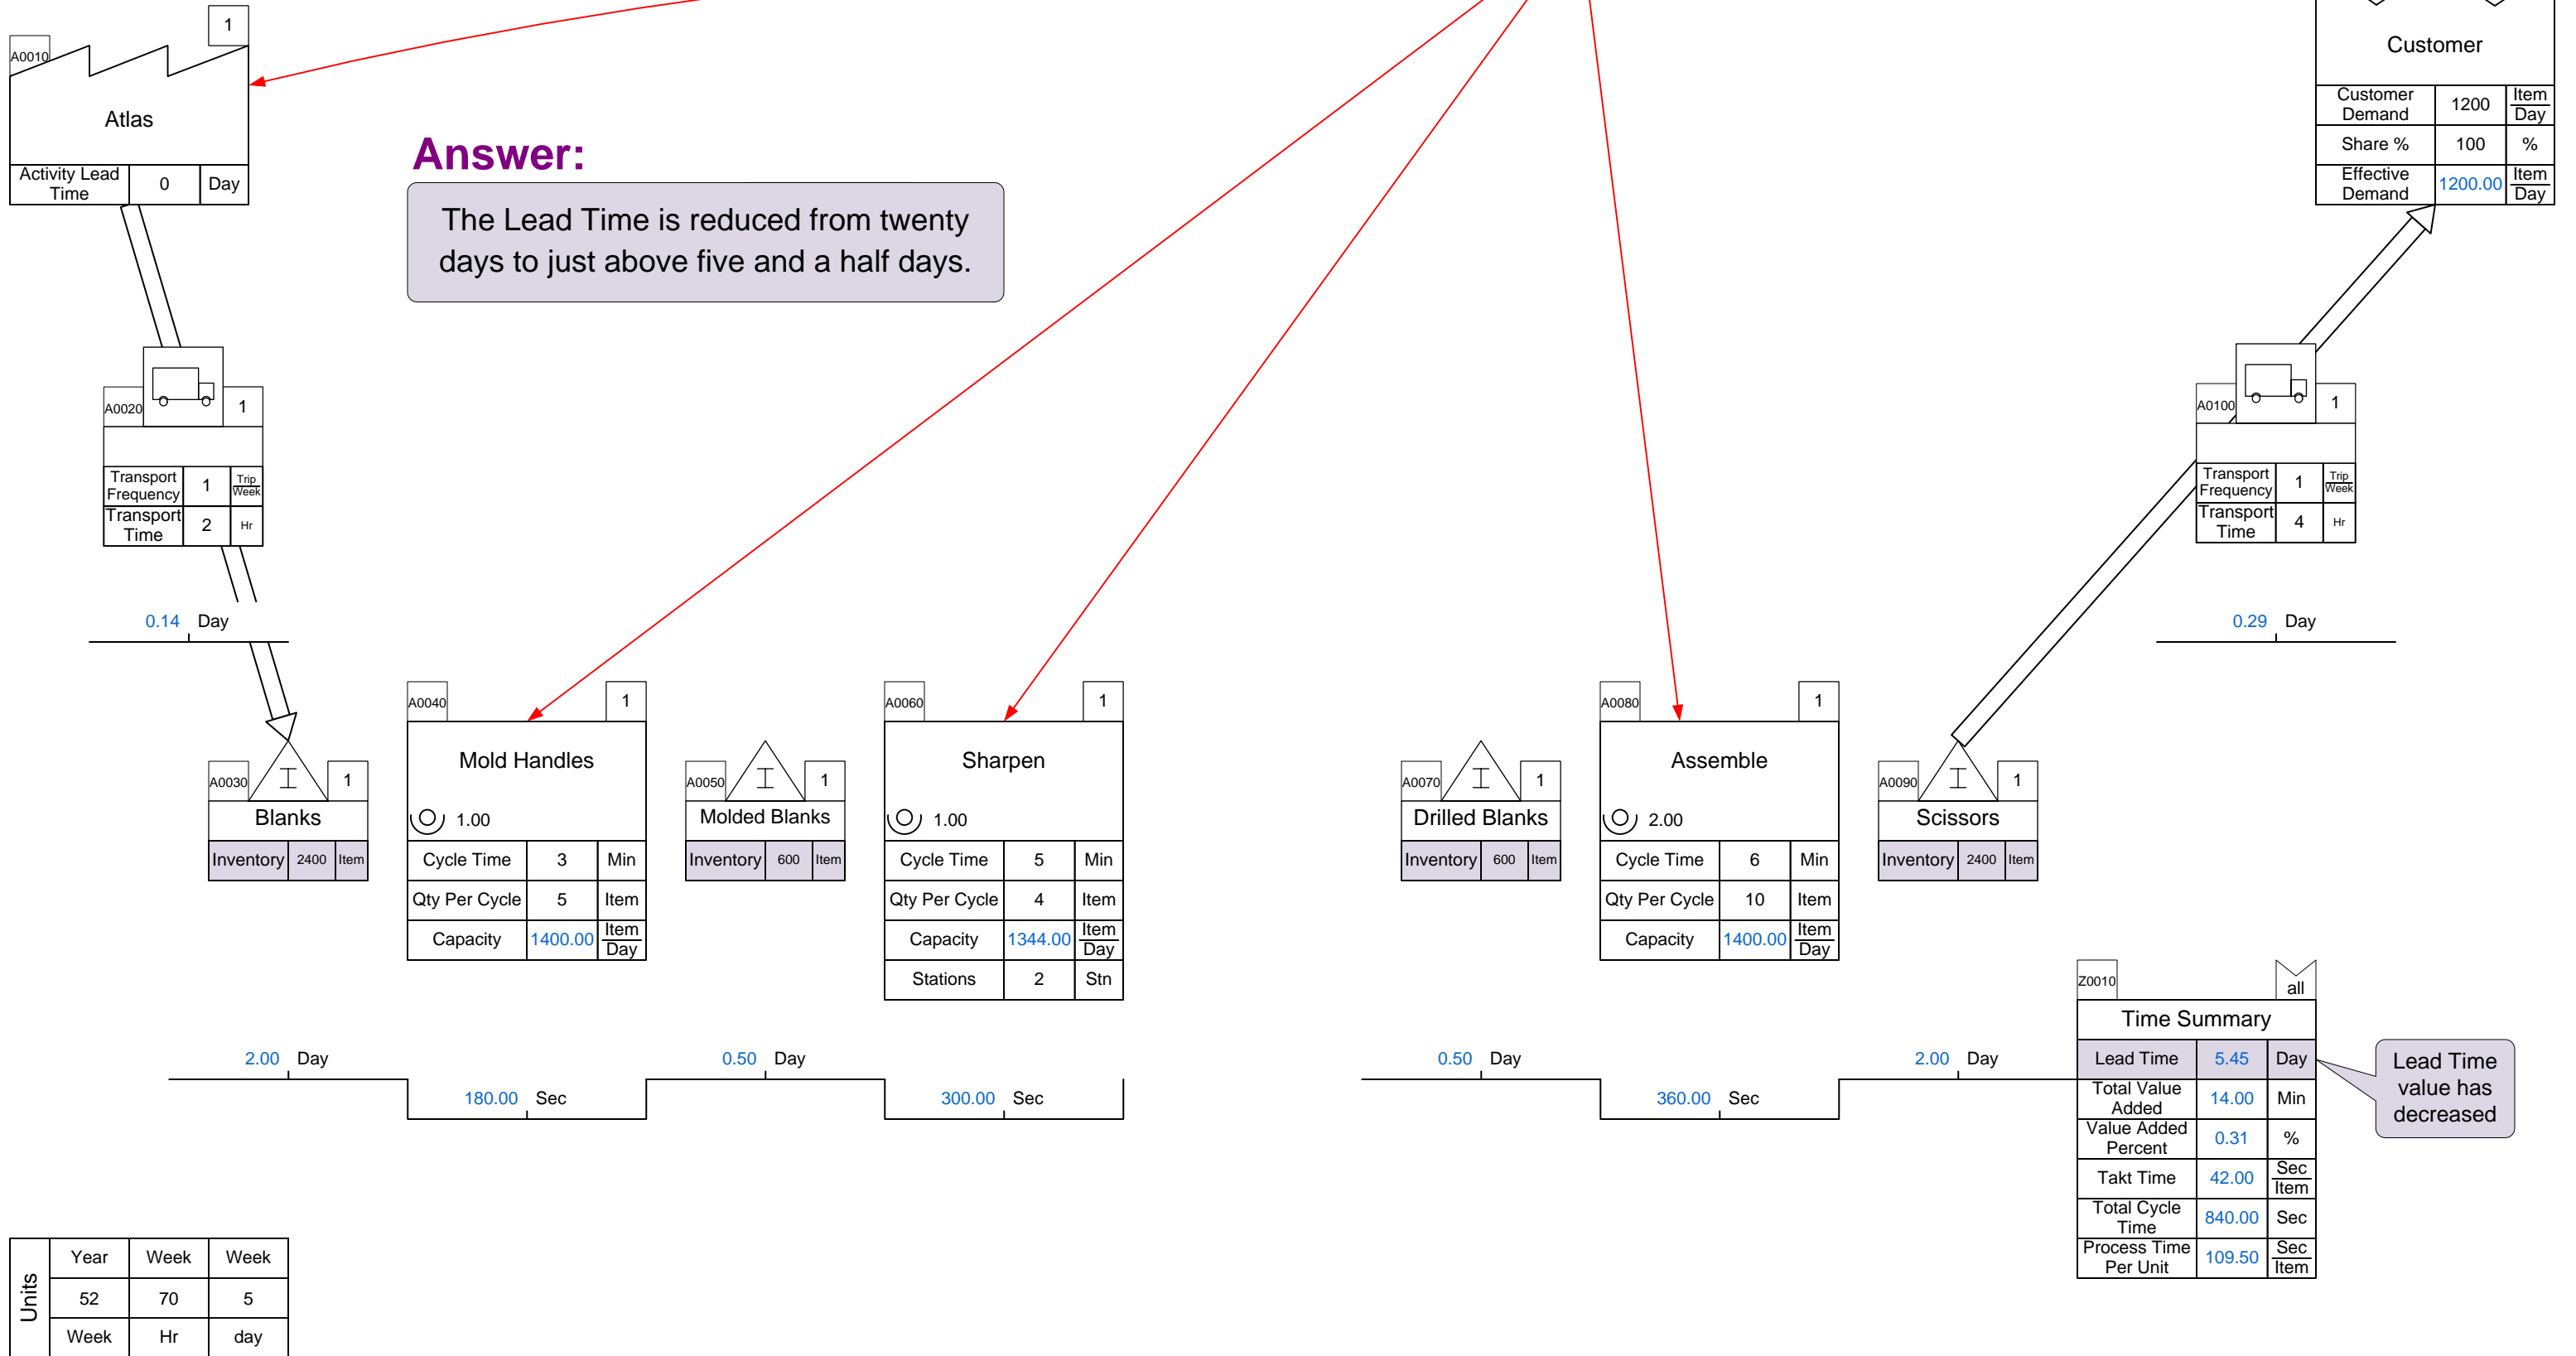 1
A0010
Atlas
Activity Lead
Time
0
Day
Answer:
The Lead Time is reduced from twenty
days to just above five and a half days.
Customer
Customer
Demand
1200
Item
Day
Share %
100
%
Effective
Demand
1200.00
Item
Day
A0020
1
Transport
Frequency
1
Trip
Week
Transport
Time
2
Hr
A0100
1
Transport
Frequency
1
Trip
Week
Transport
Time
4
Hr
0.14 Day
0.29 Day
A0030
I
1
Blanks
Inventory 2400 Item
A0040
1
Mold Handles
1.00
Cycle Time 3 Min
Qty Per Cycle 5 Item
Capacity 1400.00
Item
Day
A0050
I
1
Molded Blanks
Inventory 600 Item
A0060
1
Sharpen
1.00
Cycle Time 5 Min
Qty Per Cycle 4 Item
Capacity 1344.00
Item
Day
Stations 2 Stn
A0070
I
1
Drilled Blanks
Inventory 600 Item
A0080
1
Assemble
2.00
Cycle Time 6 Min
Qty Per Cycle 10 Item
Capacity 1400.00
Item
Day
A0090
I
1
Scissors
Inventory 2400 Item
2.00 Day
180.00 Sec
0.50 Day
300.00 Sec
0.50 Day
360.00 Sec
2.00 Day
Z0010
all
Time Summary
Lead Time 5.45 Day
Total Value
Added
14.00
Min
Value Added
Percent
0.31
%
Takt Time
42.00
Sec
Item
Total Cycle
Time
840.00
Sec
Process Time
Per Unit
109.50
Sec
Item
Lead Time
value has
decreased
Units
Year Week Week
52 70 5
Week Hr day